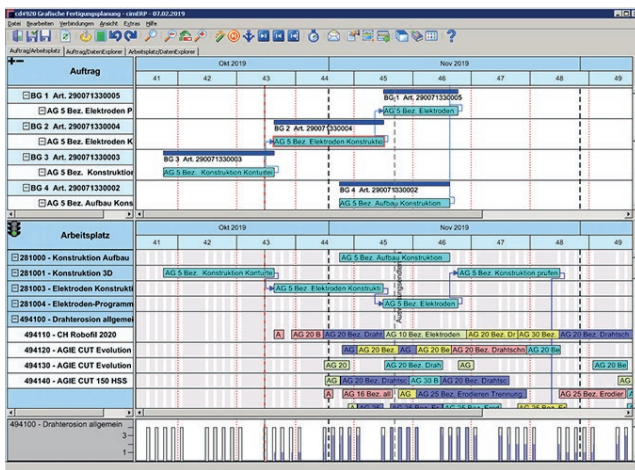 cd4920 Grafische Fertigungsplanung - cimERP - 07.02.2019
Datei Bearbeiten Verbindungen Ansicht Extras Hilfe
Auftrag/Arbeitsplatz Auftrag/DatenExplorer Arbeitsplatz/DatenExplorer
Auftrag
Okt 2019 Nov 2019
41 42 43 44 45 46 47 48 49
BG 1 Art. 290071330005
BG 1 Art. 290071330005
AG 5 Bez. Elektroden P
AG 5 Bez. Elektroden
BG 2 Art. 290071330004
BG 2 Art. 290071330004
AG 5 Bez. Elektroden K
AG 5 Bez. Elektroden Konstruktio
BG 3 Art. 290071330003
BG 3 Art. 290071330003
AG 5 Bez. Konstruktior
AG 5 Bez. Konstruktion Konturtei
BG 4 Art. 290071330002
BG 4 Art. 290071330002
AG 5 Bez. Aufbau Kons
AG 5 Bez. Aufbau Konstruktion
Arbeitsplatz
Okt 2019 Nov 2019
41 42 43 44 45 46 47 48 49
281000 - Konstruktion Aufbau
AG 5 Bez. Aufbau Konstruktion
281001 - Konstruktion 3D
AG 5 Bez. Konstruktion Konturte AG 5 Bez. Konstruktion prüfen
281003 - Elektroden Konstrukti
AG 5 Bez. Elektroden Konstrukti
281004 - Elektroden-Programm
AG 5 Bez. Elektroden
494100 - Drahterosion allgemei
494110 - CH Robofil 2020
A AG 20 B AG 20 Bez. Draht AG 10 Bez. Elektroden AG 20 Bez. Dr AG 30 Bez. AG 20 Bez. Drahtsch
494120 - AGIE CUT Evolution
AG AG 20 Bez. AG AG 20 Be AG 20 Bez. Drahtschn AG 20 Be
494130 - AGIE CUT Evolution
AG 20 AG 20 Bez. Drah AG AG 20 Be
494140 - AGIE CUT 150 HSS
AG AG 20 Bez. Drahtsc AG 30 B AG 20 Bez. Drahtsc AG
A AG 16 Bez. all AG AG 25 Bez. Erodieren Trennung AG 25 Bez. Erodier
494100 - Drahterosion allgemein
3
1